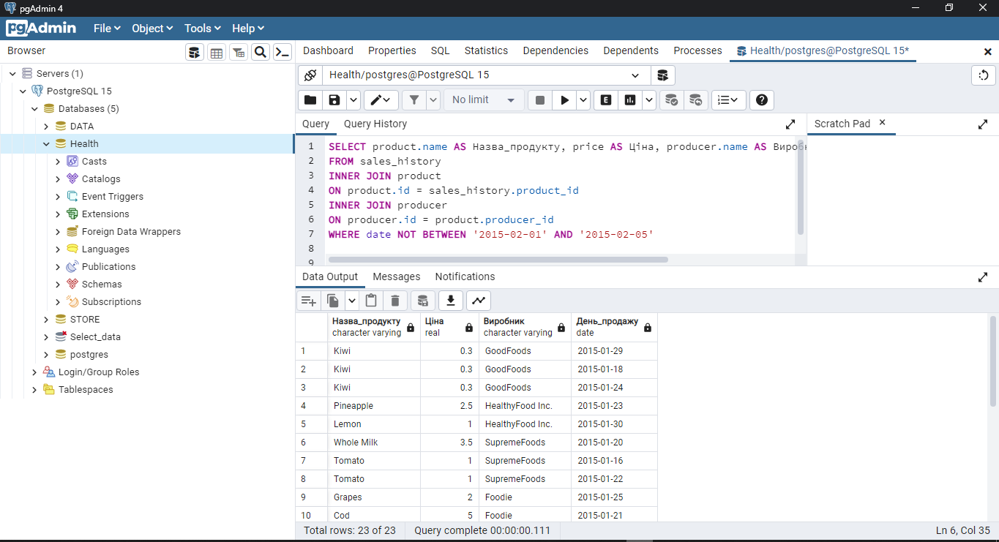 pgAdmin 4
pgAdmin File Object Tools Help
Browser
Dashboard Properties SQL Statistics Dependencies Dependents Processes Health/postgres@PostgreSQL 15*
Servers (1)
PostgreSQL 15
Databases (5)
DATA
Health
Casts
Catalogs
Event Triggers
Extensions
Foreign Data Wrappers
Languages
Publications
Schemas
Subscriptions
STORE
Select_data
postgres
Login/Group Roles
Tablespaces
Health/postgres@PostgreSQL 15
No limit
E
Query Query History
Scratch Pad
1 SELECT product.name AS Назва_продукту, price AS Ціна, producer.name AS
2 FROM sales_history
3 INNER JOIN product
4 ON product.id = sales_history.product_id
5 INNER JOIN producer
6 ON producer.id = product.producer_id
7 WHERE date NOT BETWEEN '2015-02-01' AND '2015-02-05'
8
9
Data Output Messages Notifications
Назва_продукту Ціна Виробник День_продажу
character varying real character varying date
1 Kiwi 0.3 GoodFoods 2015-01-29
2 Kiwi 0.3 GoodFoods 2015-01-18
3 Kiwi 0.3 GoodFoods 2015-01-24
4 Pineapple 2.5 HealthyFood Inc. 2015-01-23
5 Lemon 1 HealthyFood Inc. 2015-01-30
6 Whole Milk 3.5 SupremeFoods 2015-01-20
7 Tomato 1 SupremeFoods 2015-01-16
8 Tomato 1 SupremeFoods 2015-01-22
9 Grapes 2 Foodie 2015-01-25
10 Cod 5 Foodie 2015-01-21
Total rows: 23 of 23 Query complete 00:00:00.111 Ln 6, Col 35